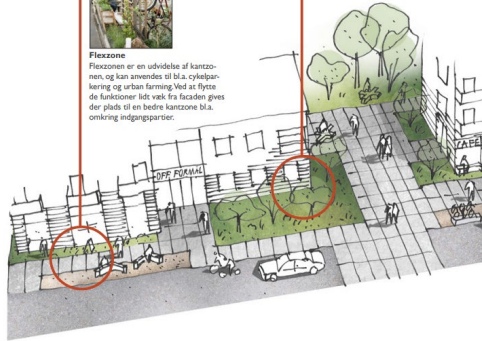 Flexzone
Flexzonen er en udvidelse af kantzo-
nen, og kan anvendes til bl.a. cykelpar-
kering og urban farming. Ved at flytte
de funktioner lidt væk fra facaden gives
der plads til en bedre kantzone bl.a.
omkring indgangspartier.
OFF. FORMÅL
CAFE